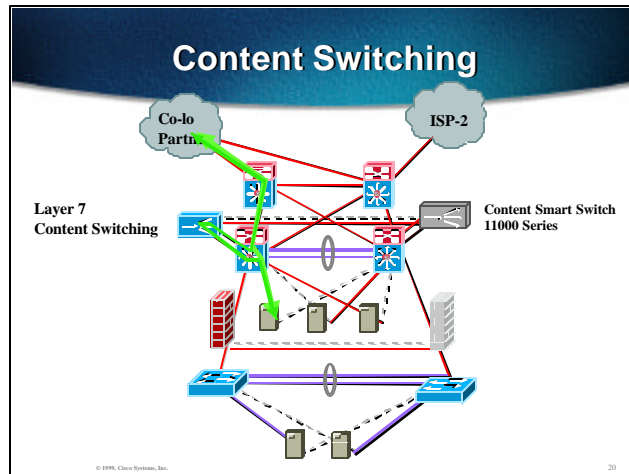 Content Switching
Co-lo
ISP-2
Layer 7
Content Switching
Content Smart Switch
11000 Series
© 1999, Cisco Systems, Inc.
20